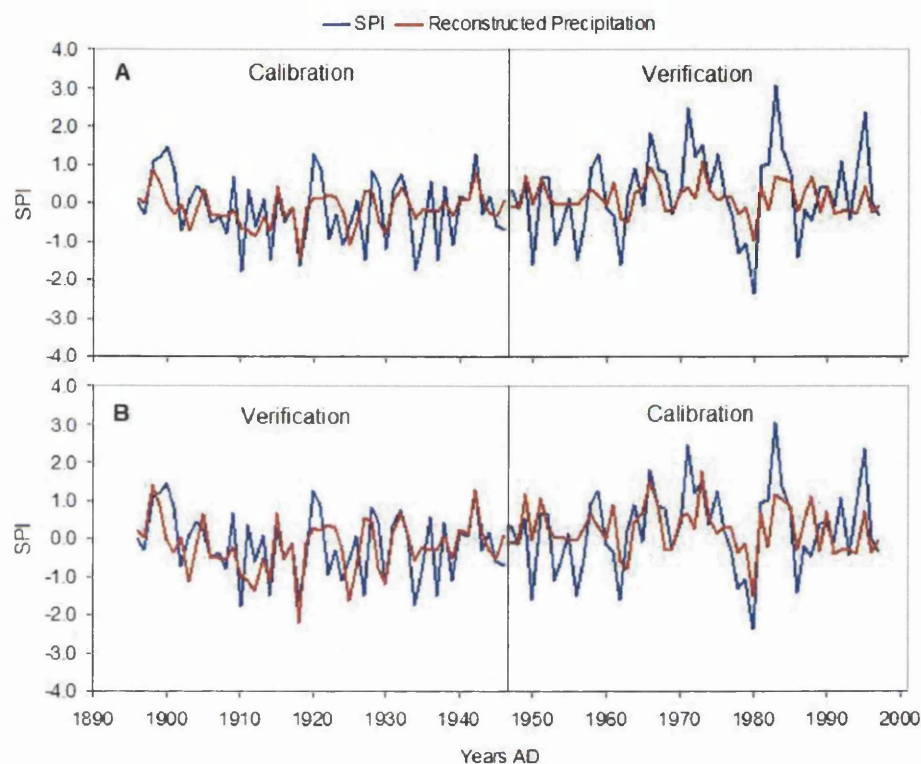 SPI Reconstructed Precipitation
4.0
A Calibration Verification
3.0
2.0
1.0
0.0
-1.0
-2.0
-3.0
-4.0
SPI
4.0
B Verification Calibration
3.0
2.0
1.0
0.0
-1.0
-2.0
-3.0
-4.0
SPI
1890 1900 1910 1920 1930 1940 1950 1960 1970 1980 1990 2000
Years AD